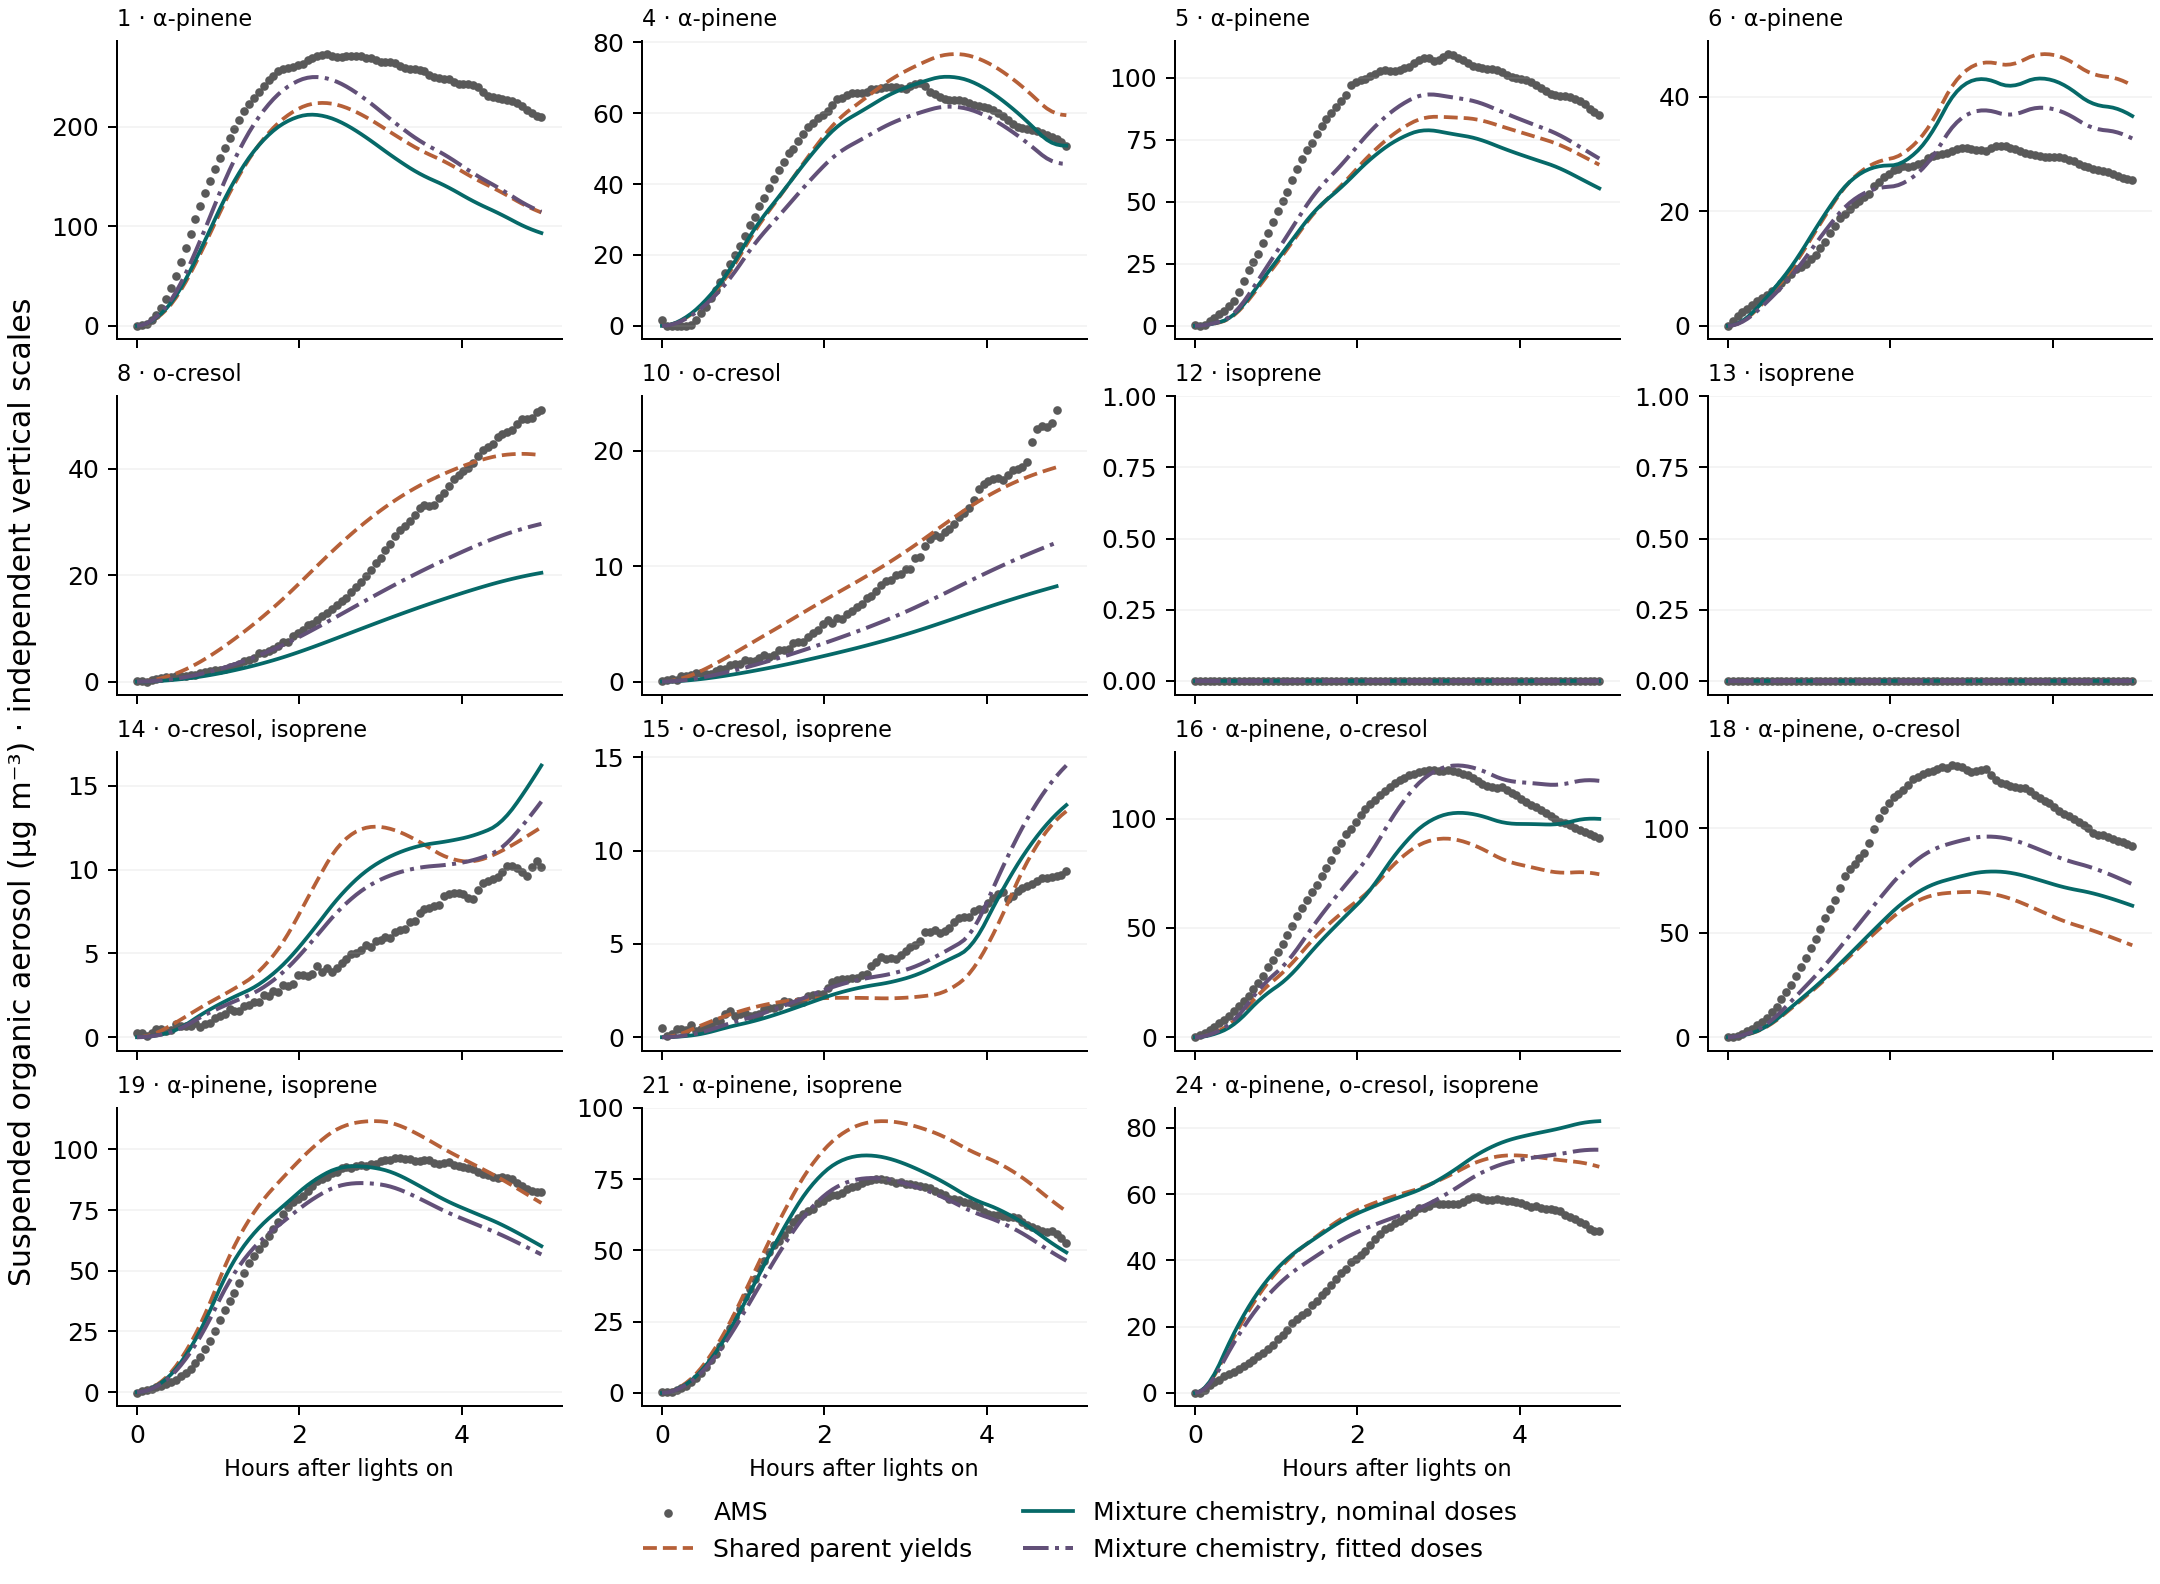 1 · α-pinene
4 · α-pinene
5 · α-pinene
6 · α-pinene
200
100
0
80
60
40
20
0
100
75
50
25
0
40
20
0
8 · o-cresol
10 · o-cresol
12 · isoprene
13 · isoprene
40
20
0
20
10
0
1.00
0.75
0.50
0.25
0.00
1.00
0.75
0.50
0.25
0.00
14 · o-cresol, isoprene
15 · o-cresol, isoprene
16 · α-pinene, o-cresol
18 · α-pinene, o-cresol
15
10
5
0
15
10
5
0
100
50
0
100
50
0
19 · α-pinene, isoprene
21 · α-pinene, isoprene
24 · α-pinene, o-cresol, isoprene
100
75
50
25
0
100
75
50
25
0
80
60
40
20
0
0 2 4
0 2 4
0 2 4
Hours after lights on
Hours after lights on
Hours after lights on
Suspended organic aerosol (µg m⁻³) · independent vertical scales
AMS
Shared parent yields
Mixture chemistry, nominal doses
Mixture chemistry, fitted doses